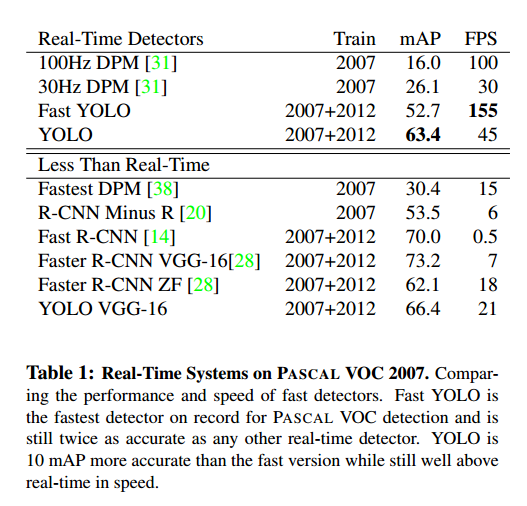 Real-Time Detectors Train mAP FPS
100Hz DPM [31] 2007 16.0 100
30Hz DPM [31] 2007 26.1 30
Fast YOLO 2007+2012 52.7 155
YOLO 2007+2012 63.4 45
Less Than Real-Time
Fastest DPM [38] 2007 30.4 15
R-CNN Minus R [20] 2007 53.5 6
Fast R-CNN [14] 2007+2012 70.0 0.5
Faster R-CNN VGG-16[28] 2007+2012 73.2 7
Faster R-CNN ZF [28] 2007+2012 62.1 18
YOLO VGG-16 2007+2012 66.4 21
Table 1: Real-Time Systems on PASCAL VOC 2007. Compar-
ing the performance and speed of fast detectors. Fast YOLO is
the fastest detector on record for PASCAL VOC detection and is
still twice as accurate as any other real-time detector. YOLO is
10 mAP more accurate than the fast version while still well above
real-time in speed.